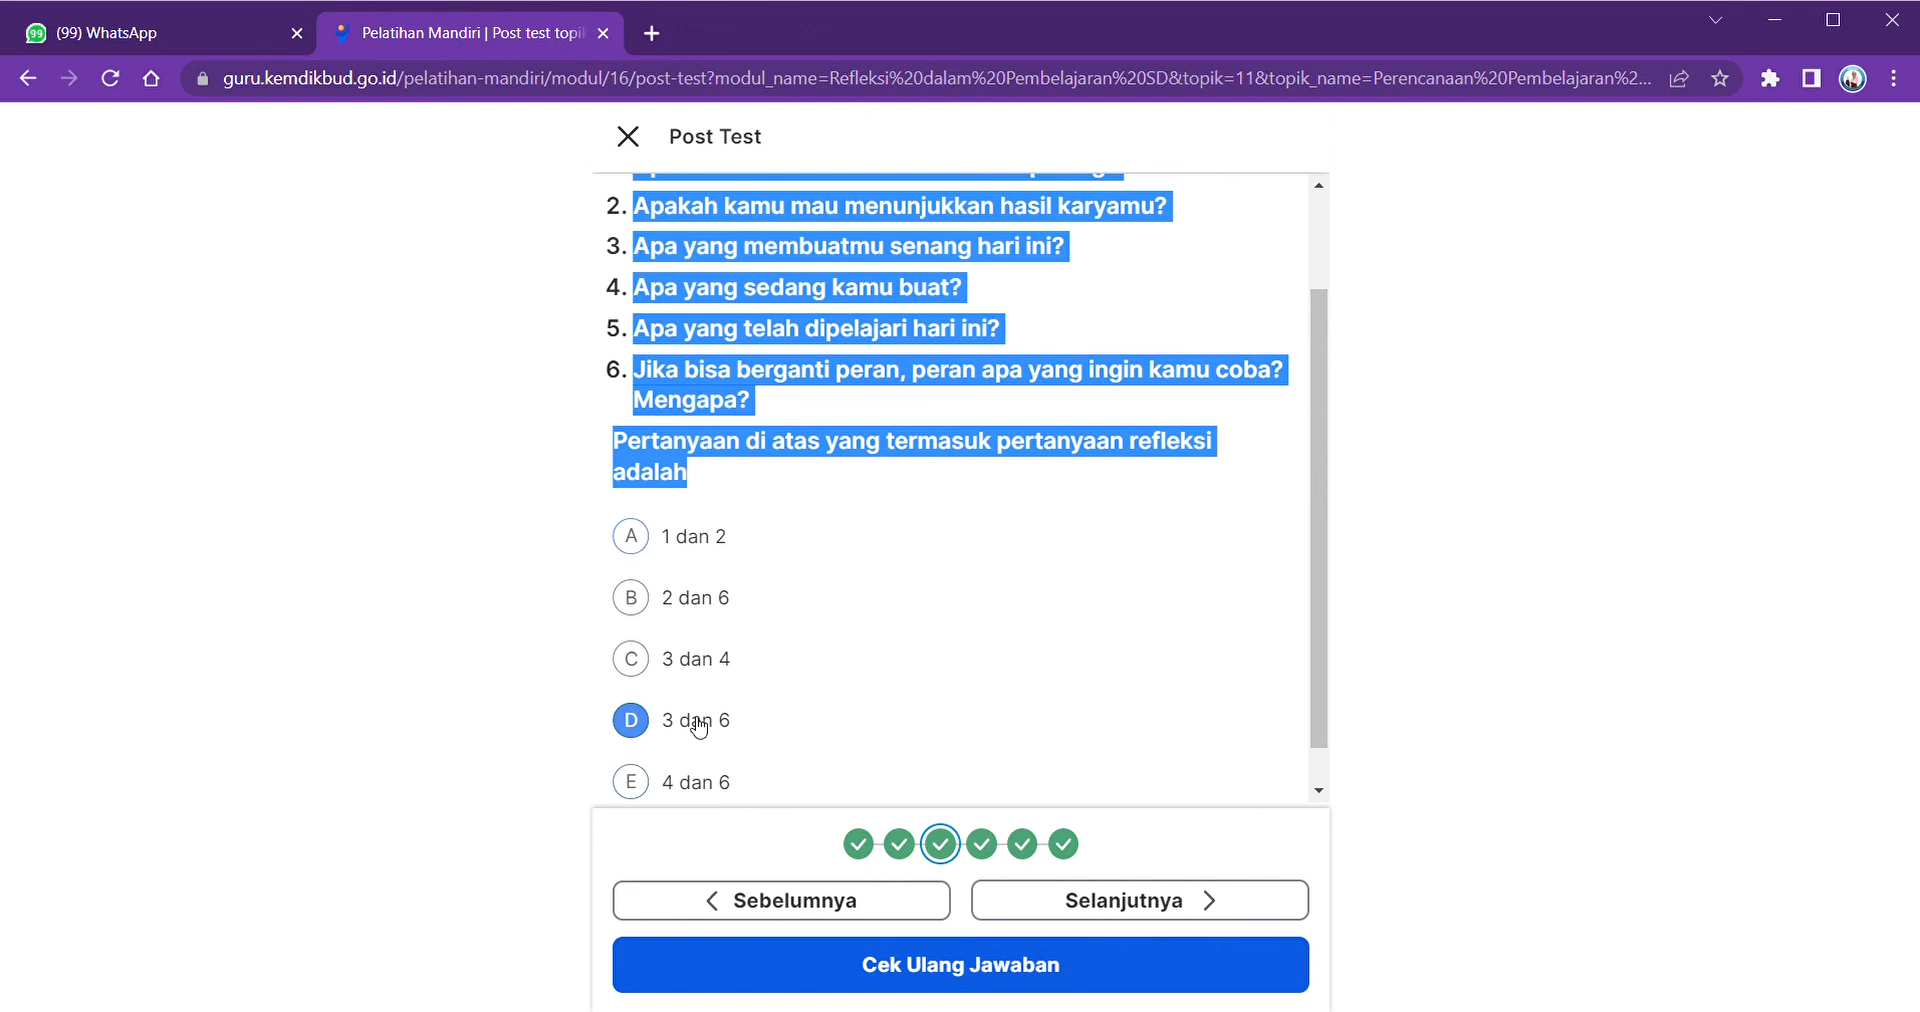 99
(99) WhatsApp
Pelatihan Mandiri | Post test topi
guru.kemdikbud.go.id/pelatihan-mandiri/modul/16/post-test?modul_name=Refleksi%20dalam%20Pembelajaran%20SD&topik=11&topik_name=Perencanaan%20Pembelajaran%2...
Post Test
2. Apakah kamu mau menunjukkan hasil karyamu?
3. Apa yang membuatmu senang hari ini?
4. Apa yang sedang kamu buat?
5. Apa yang telah dipelajari hari ini?
6. Jika bisa berganti peran, peran apa yang ingin kamu coba?
Mengapa?
Pertanyaan di atas yang termasuk pertanyaan refleksi
adalah
A 1 dan 2
B 2 dan 6
C 3 dan 4
D 3 dan 6
E 4 dan 6
Sebelumnya
Selanjutnya
Cek Ulang Jawaban